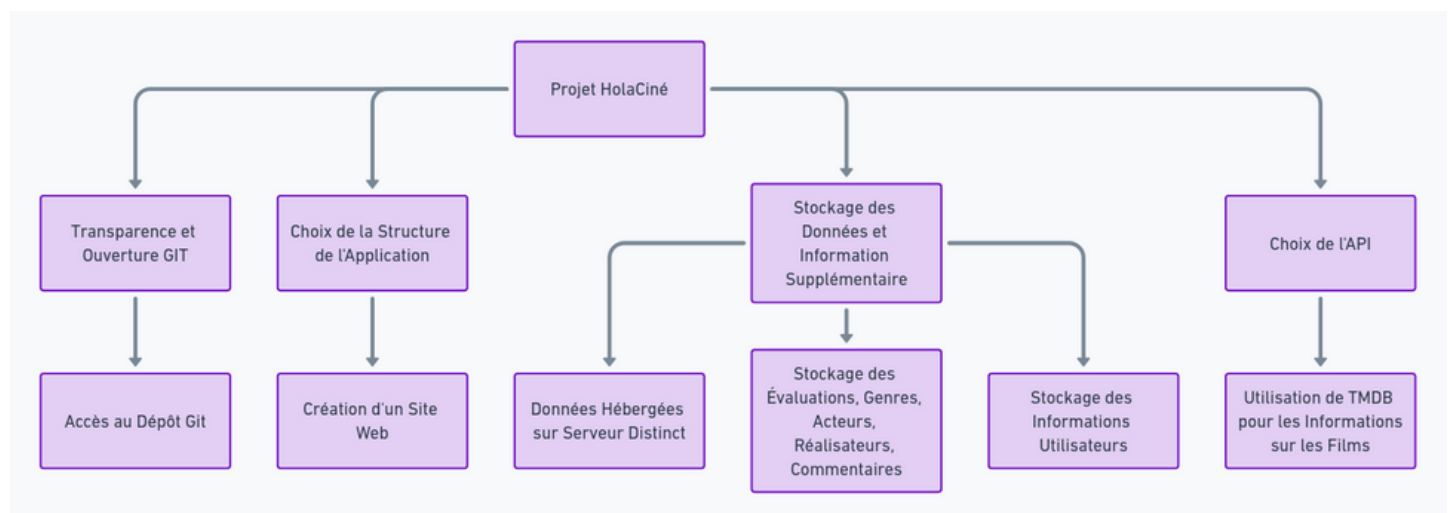 Projet HolaCiné
Transparence et
Ouverture GIT
Choix de la Structure
de l'Application
Stockage des
Données et
Information
Supplémentaire
Choix de l'API
Accès au Dépôt Git
Création d'un Site
Web
Données Hébergées
sur Serveur Distinct
Stockage des
Évaluations, Genres,
Acteurs,
Réalisateurs,
Commentaires
Stockage des
Informations
Utilisateurs
Utilisation de TMDB
pour les Informations
sur les Films